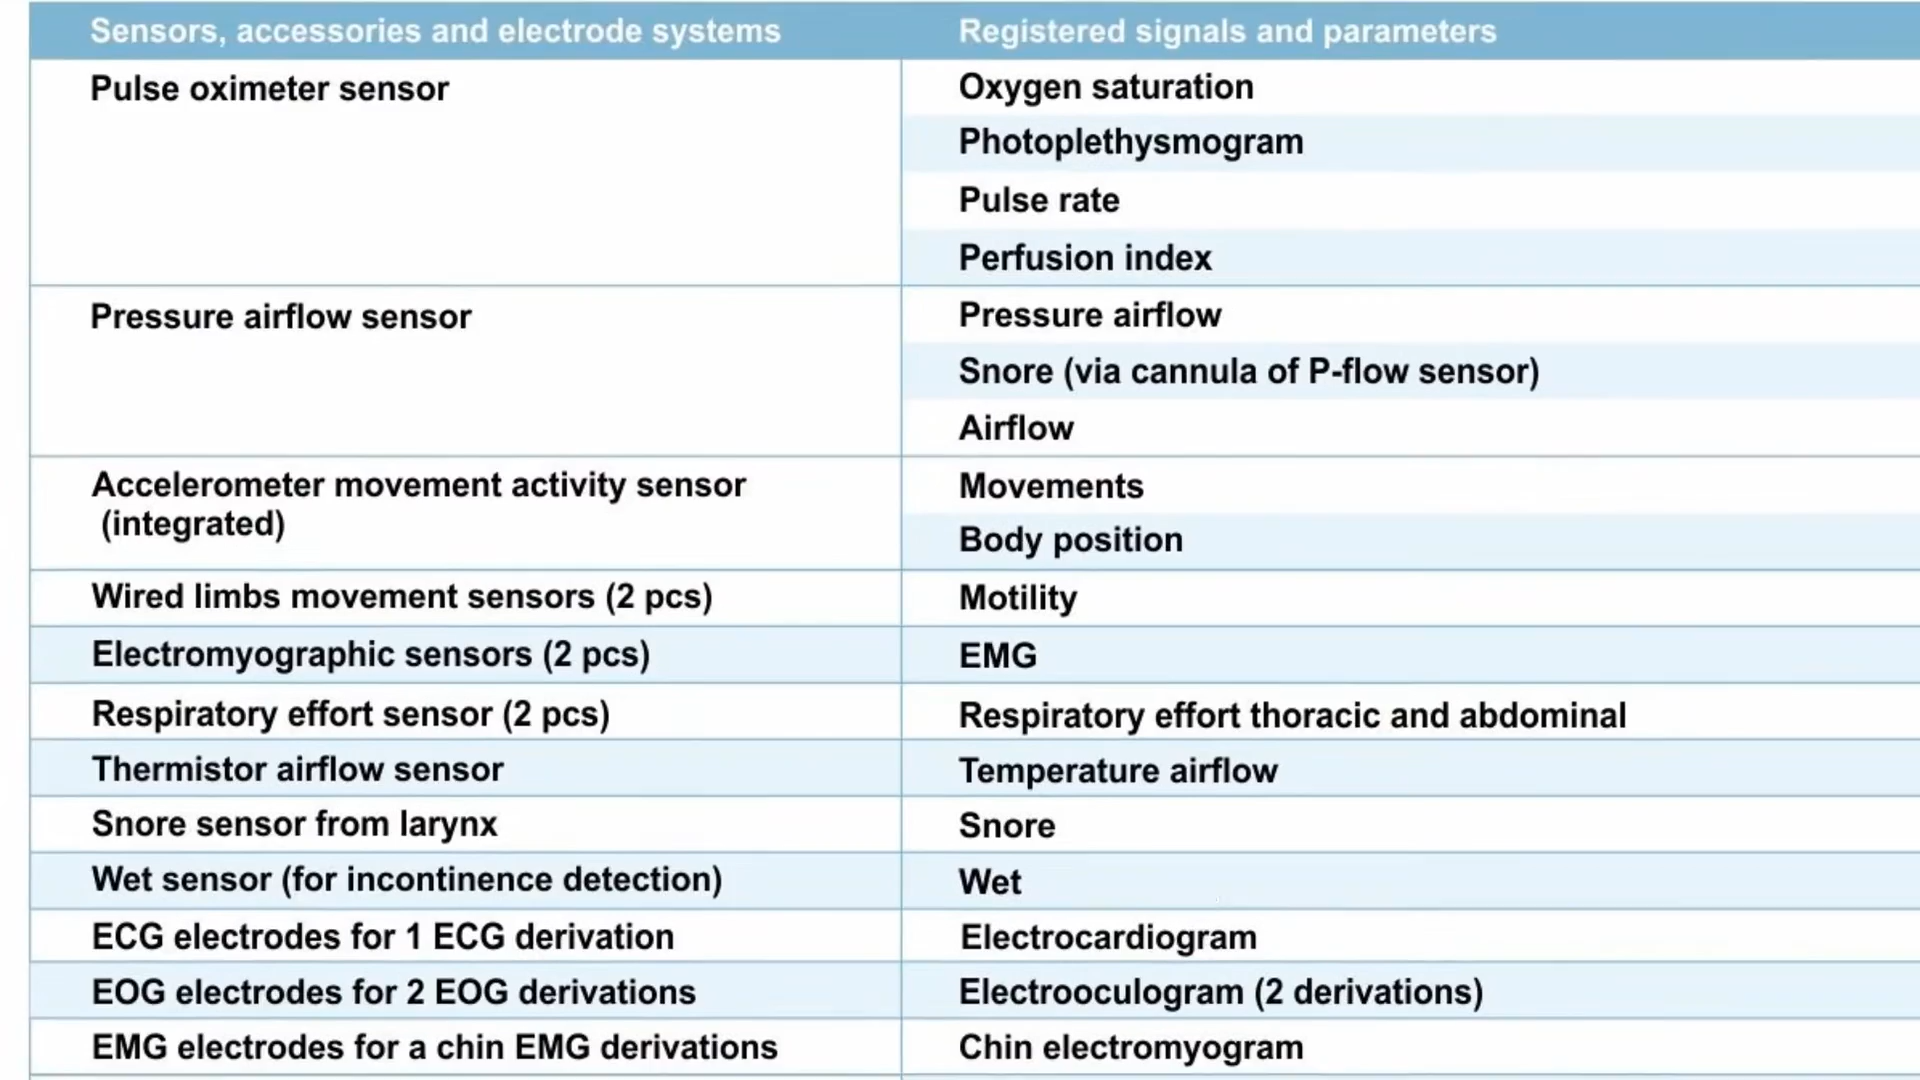 Sensors, accessories and electrode systems
Registered signals and parameters
Pulse oximeter sensor
Oxygen saturation
Photoplethysmogram
Pulse rate
Perfusion index
Pressure airflow sensor
Pressure airflow
Snore (via cannula of P-flow sensor)
Airflow
Accelerometer movement activity sensor
(integrated)
Movements
Body position
Wired limbs movement sensors (2 pcs)
Motility
Electromyographic sensors (2 pcs)
EMG
Respiratory effort sensor (2 pcs)
Respiratory effort thoracic and abdominal
Thermistor airflow sensor
Temperature airflow
Snore sensor from larynx
Snore
Wet sensor (for incontinence detection)
Wet
ECG electrodes for 1 ECG derivation
Electrocardiogram
EOG electrodes for 2 EOG derivations
Electrooculogram (2 derivations)
EMG electrodes for a chin EMG derivations
Chin electromyogram